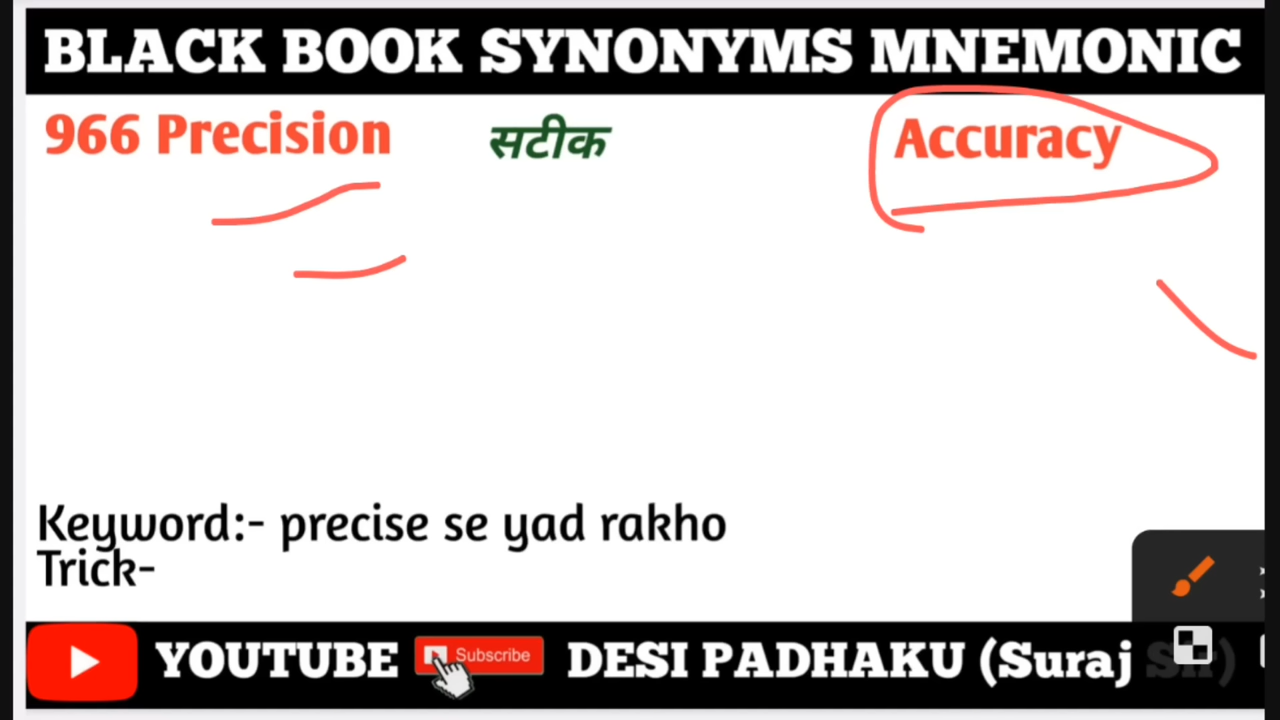 BLACK BOOK SYNONYMS MNEMONIC
966 Precision सटीक Accuracy
Keyword:- precise se yad rakho
Trick-
YOUTUBE Subscribe DESI PADHAKU (Suraj